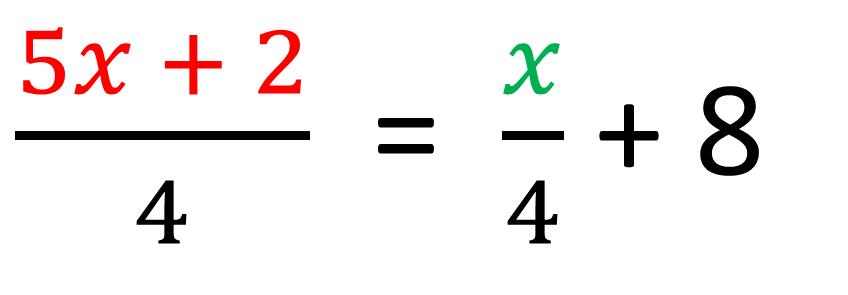 5x + 2 = x + 8
4 4